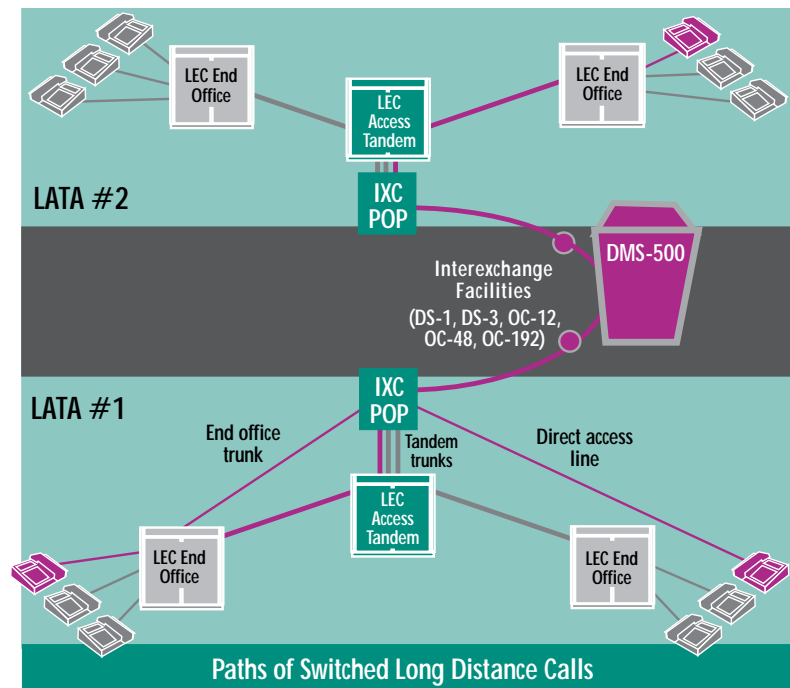 LEC End
Office
LEC
Access
Tandem
LEC End
Office
LATA #2
IXC
POP
DMS-500
Interexchange
Facilities
(DS-1, DS-3, OC-12,
OC-48, OC-192)
LATA #1
IXC
POP
End office
trunk
Tandem
trunks
Direct access
line
LEC
Access
Tandem
LEC End
Office
LEC End
Office
Paths of Switched Long Distance Calls